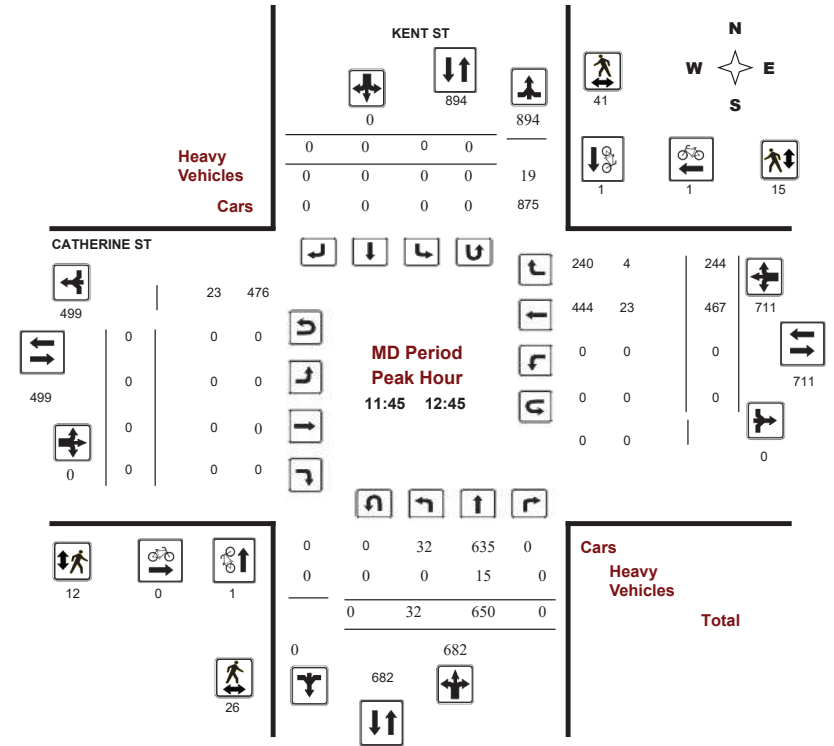 KENT ST
N
W E
S
894
41
0 894
0 0 0 0
Heavy
Vehicles
0 0 0 0 19
Cars
0 0 0 0 875
1 1 15
CATHERINE ST
240 4 244
499
23 476
444 23 467 711
0 0 0
MD Period
Peak Hour
0 0 0
499
0 0 0
711
11:45 12:45
0 0 0
0 0 0
0 0
0
0 0 0
0
0 0 32 635 0
Cars
0 0 0 15 0
Heavy
Vehicles
12 0 1
0 32 650 0
Total
0 682
682
26